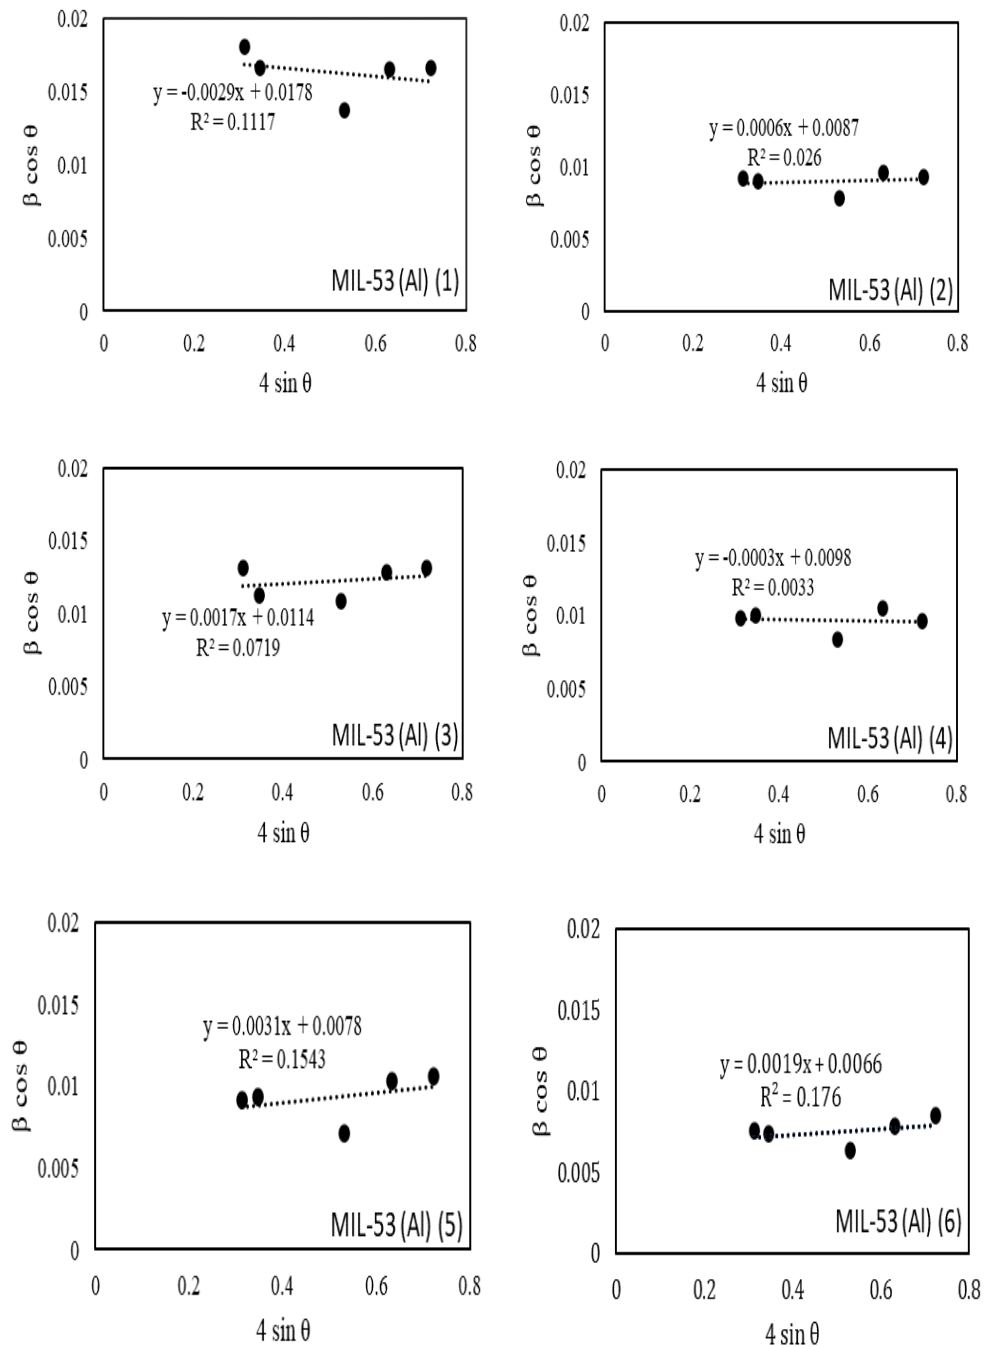 0.02
0.015
0.01
0.005
0
β cos θ
y = -0.0029x + 0.0178
R² = 0.1117
MIL-53 (Al) (1)
0 0.2 0.4 0.6 0.8
4 sin θ
0.02
0.015
0.01
0.005
0
β cos θ
y = 0.0006x + 0.0087
R² = 0.026
MIL-53 (Al) (2)
0 0.2 0.4 0.6 0.8
4 sin θ
0.02
0.015
0.01
0.005
0
β cos θ
y = 0.0017x + 0.0114
R² = 0.0719
MIL-53 (Al) (3)
0 0.2 0.4 0.6 0.8
4 sin θ
0.02
0.015
0.01
0.005
0
β cos θ
y = -0.0003x + 0.0098
R² = 0.0033
MIL-53 (Al) (4)
0 0.2 0.4 0.6 0.8
4 sin θ
0.02
0.015
0.01
0.005
0
β cos θ
y = 0.0031x + 0.0078
R² = 0.1543
MIL-53 (Al) (5)
0 0.2 0.4 0.6 0.8
4 sin θ
0.02
0.015
0.01
0.005
0
β cos θ
y = 0.0019x + 0.0066
R² = 0.176
MIL-53 (Al) (6)
0 0.2 0.4 0.6 0.8
4 sin θ